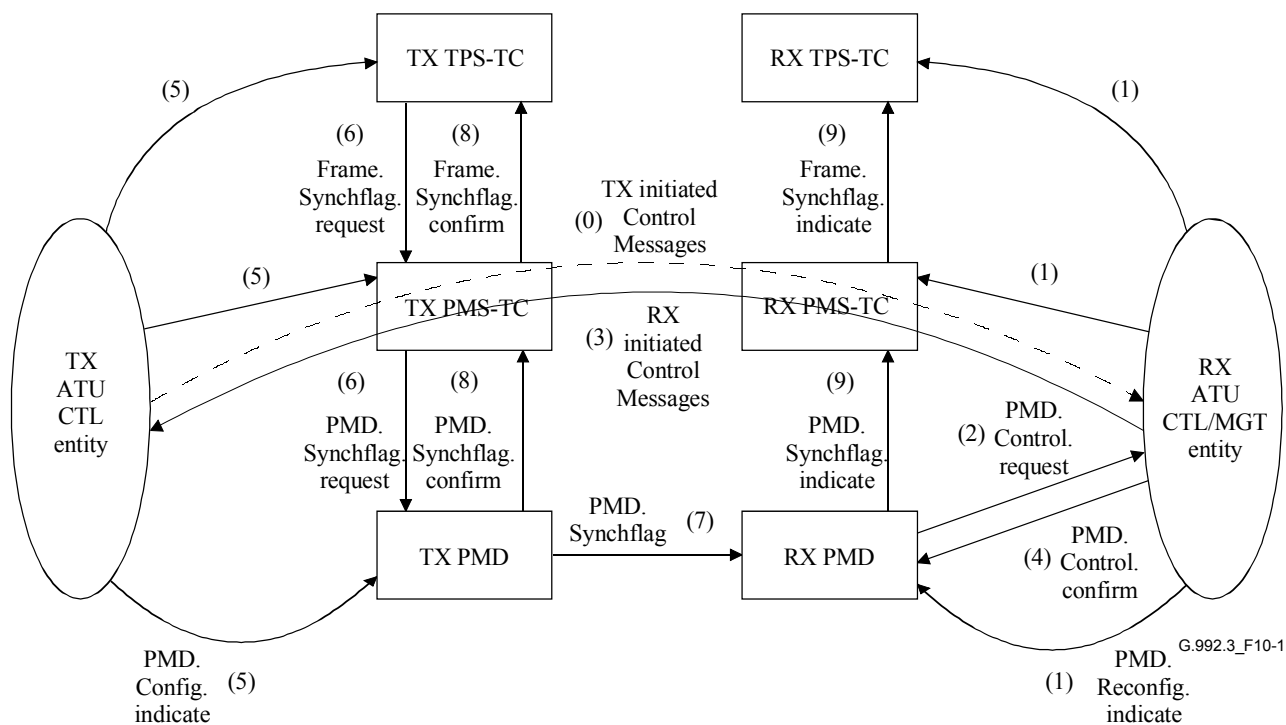 TX TPS-TC
RX TPS-TC
(5)
(1)
(6)
Frame.
Synchflag.
request
(8)
Frame.
Synchflag.
confirm
(9)
Frame.
Synchflag.
indicate
(0)
TX initiated
Control
Messages
(5)
(1)
TX PMS-TC
RX PMS-TC
(3)
RX
initiated
Control
Messages
TX
ATU
CTL
entity
RX
ATU
CTL/MGT
entity
(6)
PMD.
Synchflag.
request
(8)
PMD.
Synchflag.
confirm
(9)
PMD.
Synchflag.
indicate
(2)
PMD.
Control.
request
PMD.
Synchflag
(7)
TX PMD
RX PMD
(4)
PMD.
Control.
confirm
PMD.
Config.
indicate
(5)
(1)
PMD.
Reconfig.
indicate
G.992.3_F10-1